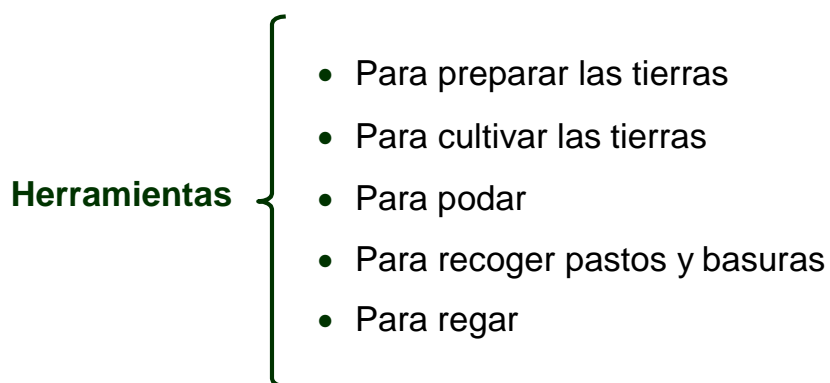 • Para preparar las tierras
• Para cultivar las tierras
Herramientas
• Para podar
• Para recoger pastos y basuras
• Para regar